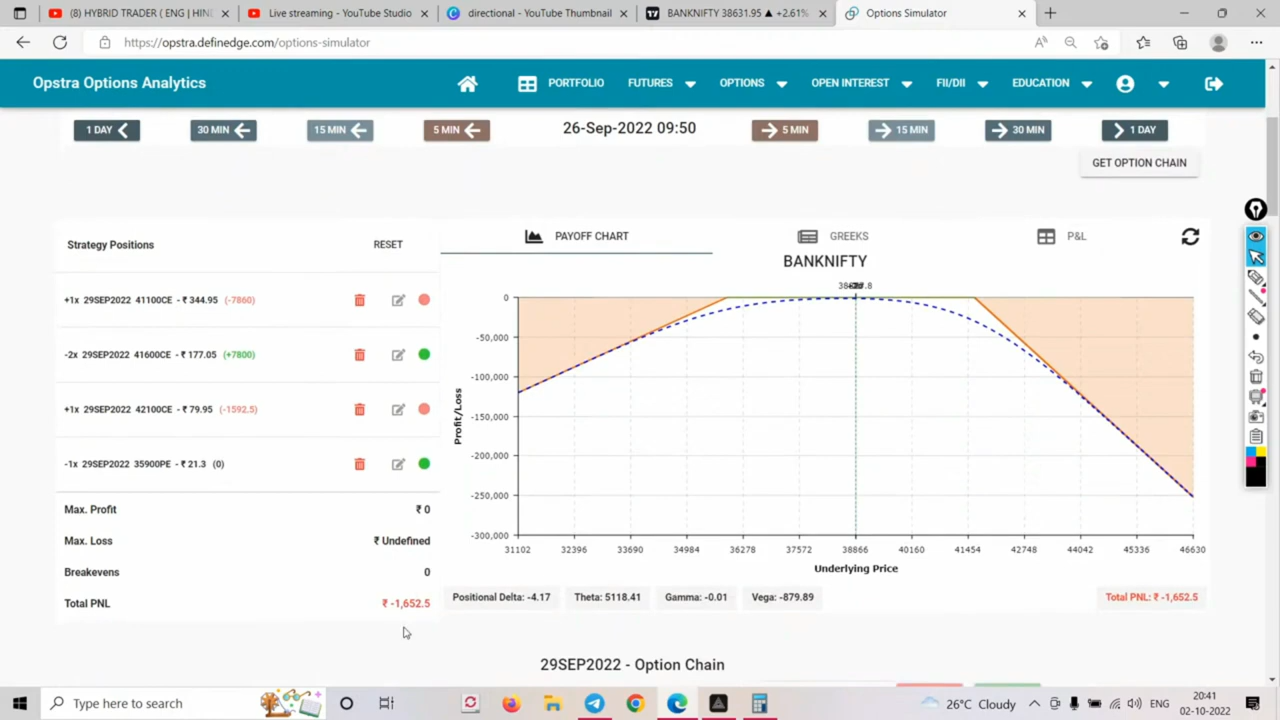 (8) HYBRID TRADER ( ENG | HIN
Live streaming - YouTube Studio
directional - YouTube Thumbnail
BANKNIFTY 38631.95 ▲ +2.61%
Options Simulator
https://opstra.definedge.com/options-simulator
Opstra Options Analytics
PORTFOLIO
FUTURES
OPTIONS
OPEN INTEREST
FII/DII
EDUCATION
1 DAY
30 MIN
15 MIN
5 MIN
26-Sep-2022 09:50
5 MIN
15 MIN
30 MIN
1 DAY
GET OPTION CHAIN
Strategy Positions
RESET
PAYOFF CHART
GREEKS
P&L
BANKNIFTY
+1x 29SEP2022 41100CE - ₹ 344.95 (-7860)
-2x 29SEP2022 41600CE - ₹ 177.05 (+7800)
+1x 29SEP2022 42100CE - ₹ 79.95 (-1592.5)
-1x 29SEP2022 35900PE - ₹ 21.3 (0)
Max. Profit ₹ 0
Max. Loss ₹ Undefined
Breakevens 0
Total PNL ₹ -1,652.5
0
-50,000
-100,000
-150,000
-200,000
-250,000
-300,000
Profit/Loss
31102 32396 33690 34984 36278 37572 38866 40160 41454 42748 44042 45336 46630
Underlying Price
Positional Delta: -4.17
Theta: 5118.41
Gamma: -0.01
Vega: -879.89
Total PNL: ₹ -1,652.5
29SEP2022 - Option Chain
Type here to search
26°C Cloudy
ENG
20:41
02-10-2022